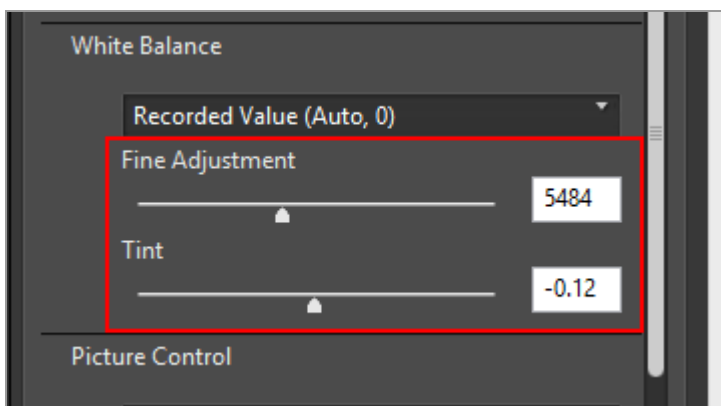 White Balance
Recorded Value (Auto, 0)
Fine Adjustment
5484
Tint
-0.12
Picture Control